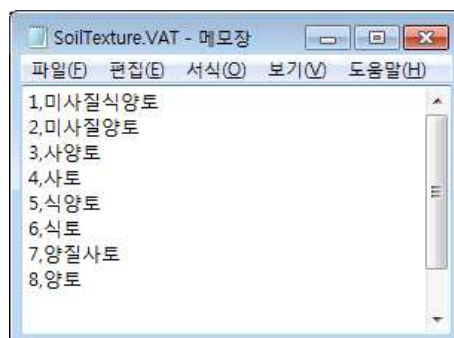 SoilTexture.VAT - 메모장
파일(F) 편집(E) 서식(O) 보기(V) 도움말(H)
1,미사질식양토
2,미사질양토
3,사양토
4,사토
5,식양토
6,식토
7,양질사토
8,양토